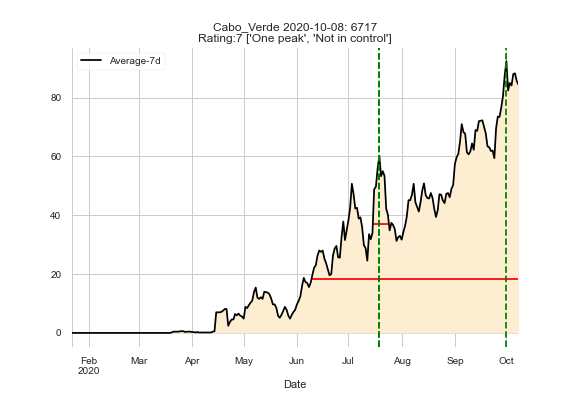 Cabo_Verde 2020-10-08: 6717
Rating:7 ['One peak', 'Not in control']
Average-7d
80
60
40
20
0
Feb Mar Apr May Jun Jul Aug Sep Oct
2020
Date